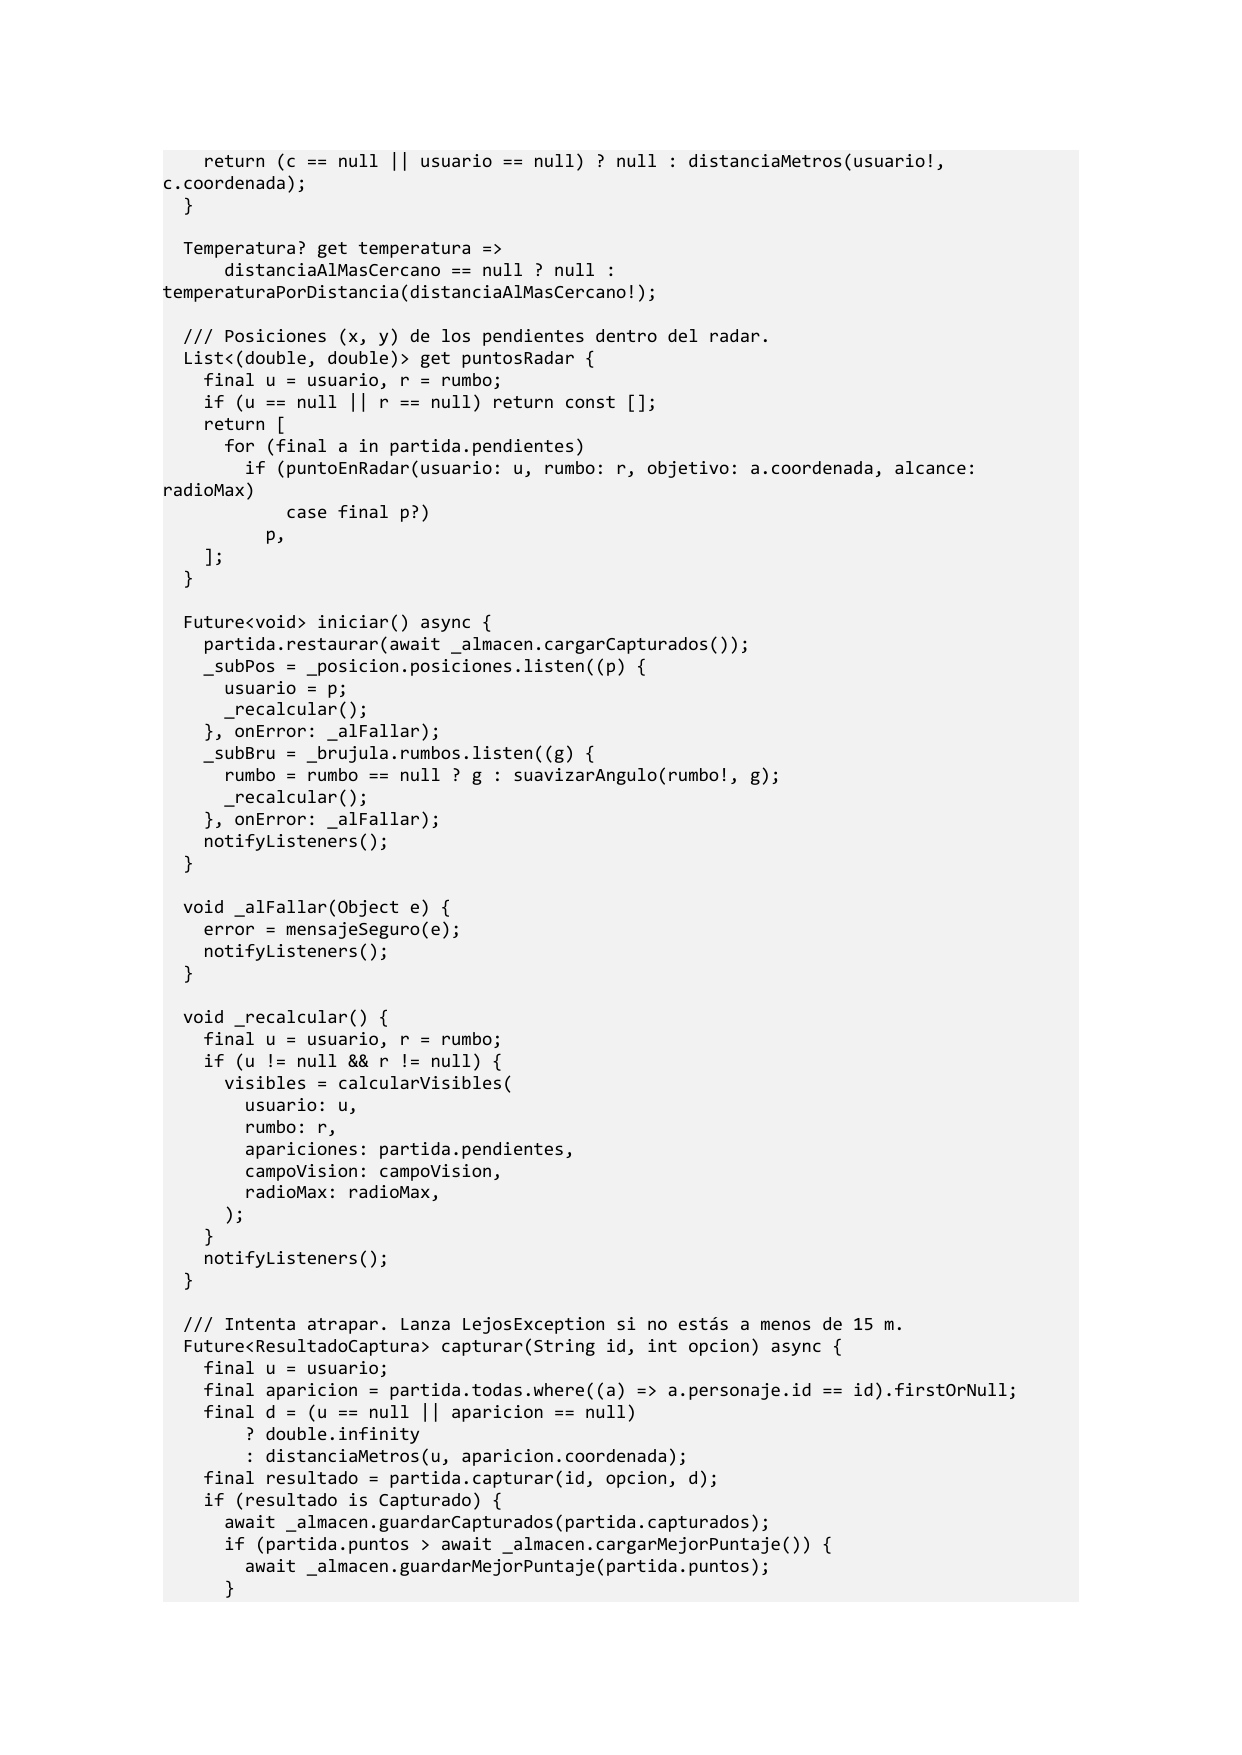 return (c == null || usuario == null) ? null : distanciaMetros(usuario!,
c.coordenada);
  }

  Temperatura? get temperatura =>
      distanciaAlMasCercano == null ? null :
temperaturaPorDistancia(distanciaAlMasCercano!);

  /// Posiciones (x, y) de los pendientes dentro del radar.
  List<(double, double)> get puntosRadar {
    final u = usuario, r = rumbo;
    if (u == null || r == null) return const [];
    return [
      for (final a in partida.pendientes)
        if (puntoEnRadar(usuario: u, rumbo: r, objetivo: a.coordenada, alcance:
radioMax)
            case final p?)
          p,
    ];
  }

  Future<void> iniciar() async {
    partida.restaurar(await _almacen.cargarCapturados());
    _subPos = _posicion.posiciones.listen((p) {
      usuario = p;
      _recalcular();
    }, onError: _alFallar);
    _subBru = _brujula.rumbos.listen((g) {
      rumbo = rumbo == null ? g : suavizarAngulo(rumbo!, g);
      _recalcular();
    }, onError: _alFallar);
    notifyListeners();
  }

  void _alFallar(Object e) {
    error = mensajeSeguro(e);
    notifyListeners();
  }

  void _recalcular() {
    final u = usuario, r = rumbo;
    if (u != null && r != null) {
      visibles = calcularVisibles(
        usuario: u,
        rumbo: r,
        apariciones: partida.pendientes,
        campoVision: campoVision,
        radioMax: radioMax,
      );
    }
    notifyListeners();
  }

  /// Intenta atrapar. Lanza LejosException si no estás a menos de 15 m.
  Future<ResultadoCaptura> capturar(String id, int opcion) async {
    final u = usuario;
    final aparicion = partida.todas.where((a) => a.personaje.id == id).firstOrNull;
    final d = (u == null || aparicion == null)
        ? double.infinity
        : distanciaMetros(u, aparicion.coordenada);
    final resultado = partida.capturar(id, opcion, d);
    if (resultado is Capturado) {
      await _almacen.guardarCapturados(partida.capturados);
      if (partida.puntos > await _almacen.cargarMejorPuntaje()) {
        await _almacen.guardarMejorPuntaje(partida.puntos);
      }